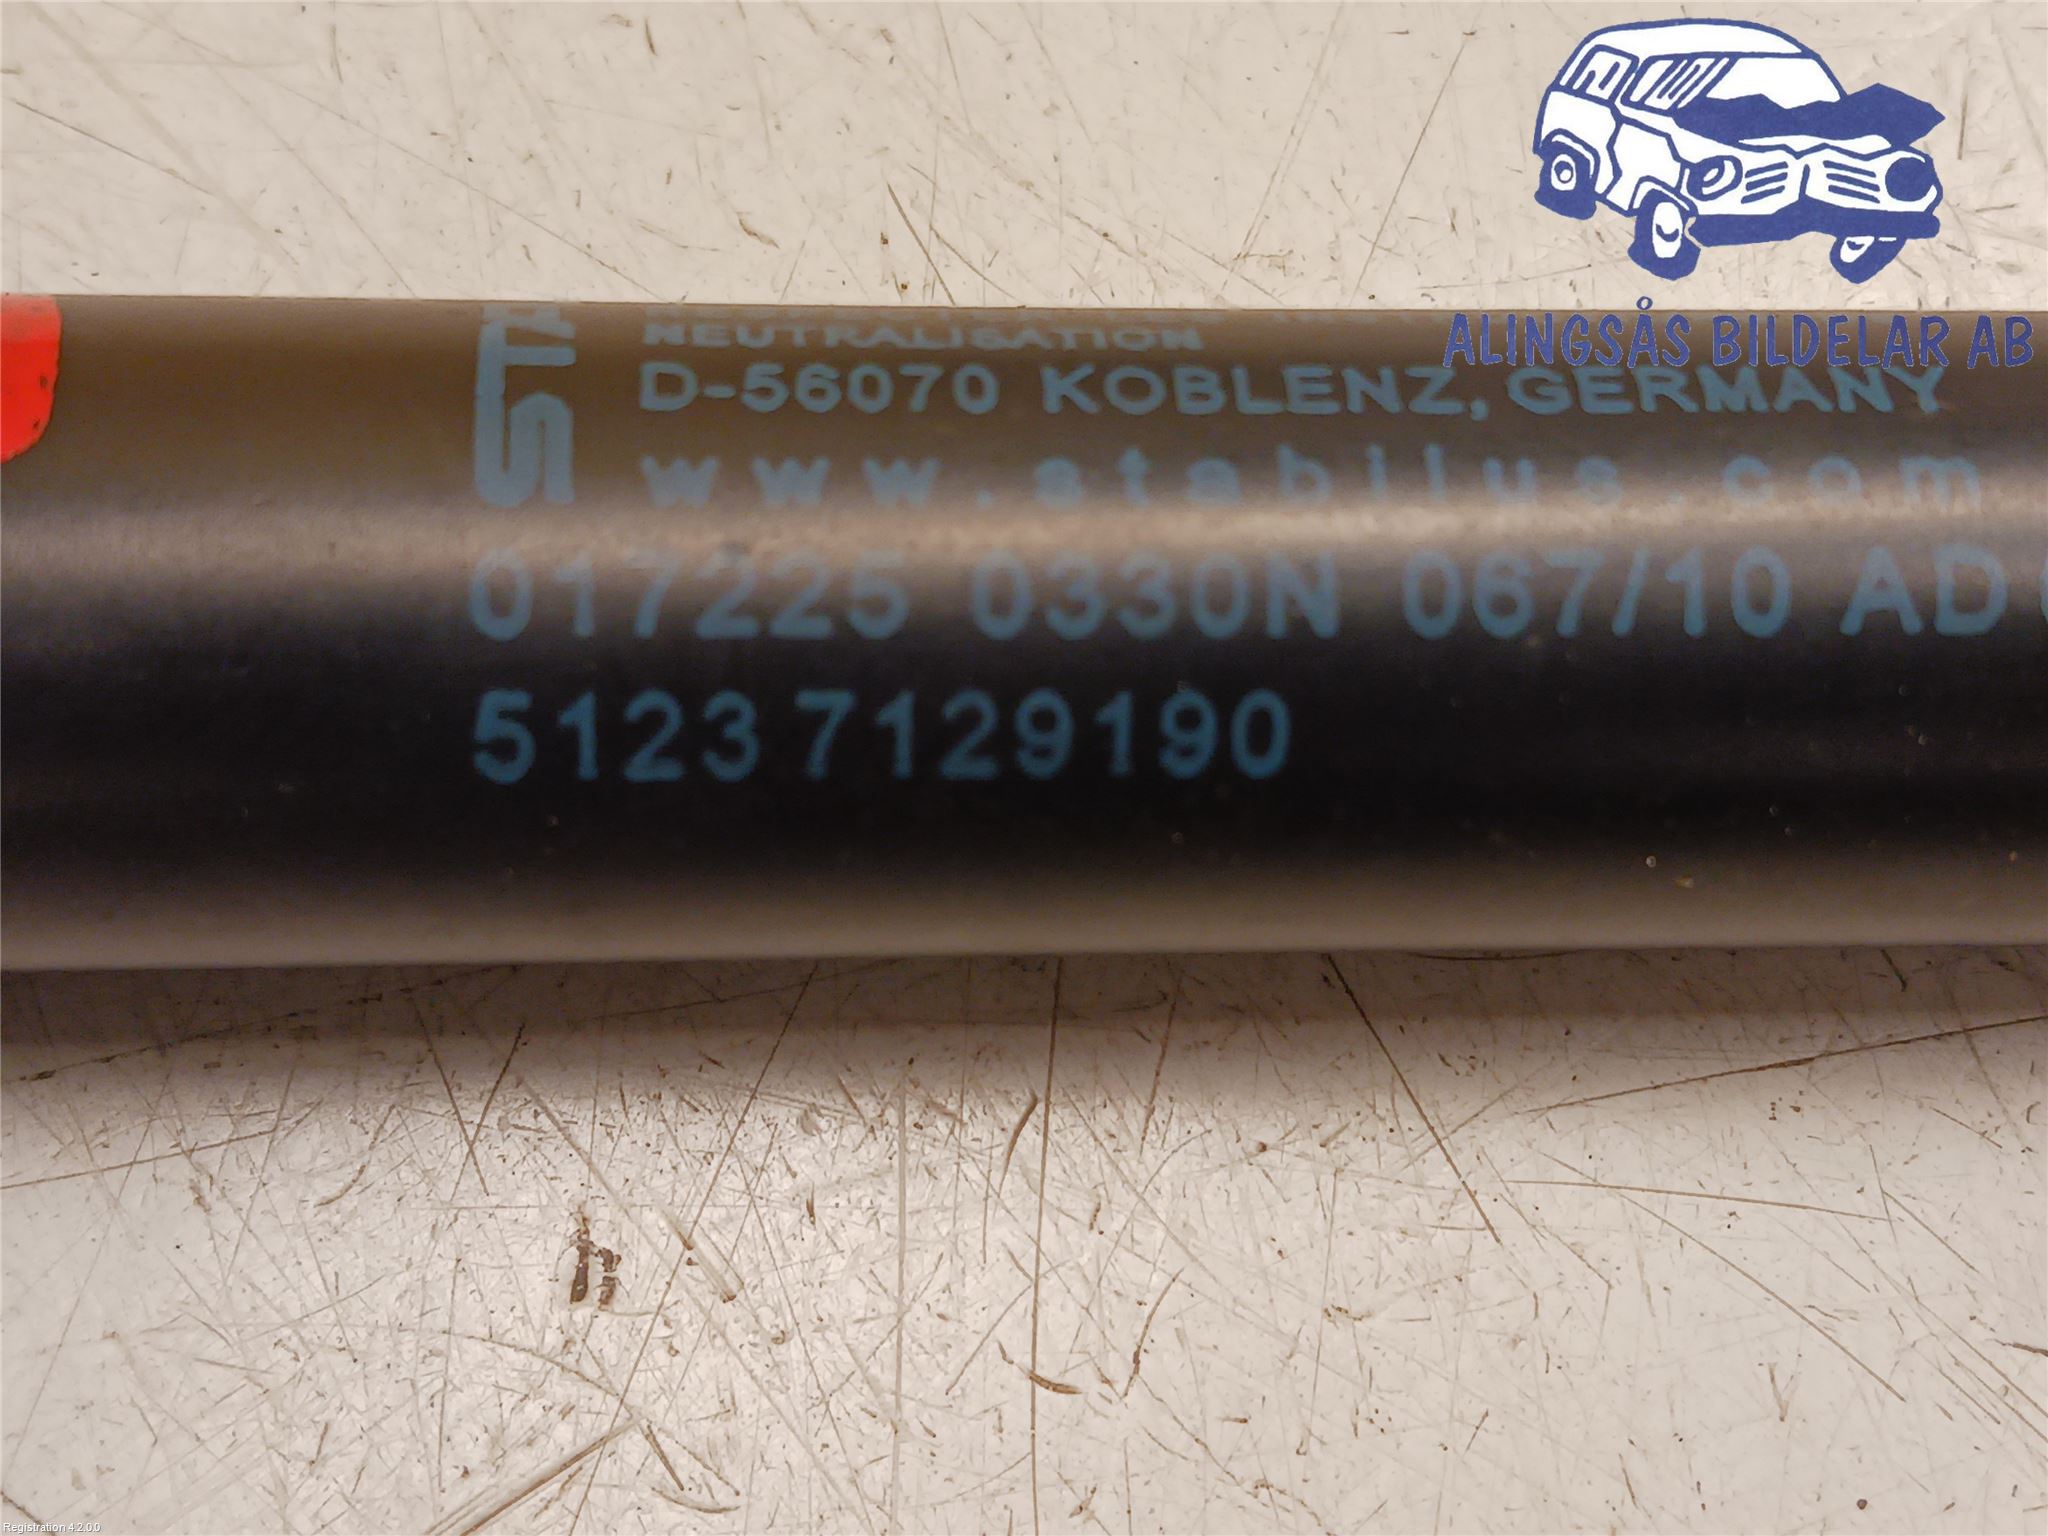 ALINGSÅS BILDELAR AB
NEUTRALISATION
D-56070 KOBLENZ, GERMANY
www.stabilus.com
017225 0330N 067/10 AD
51237129190
Registration 4.2.0.0